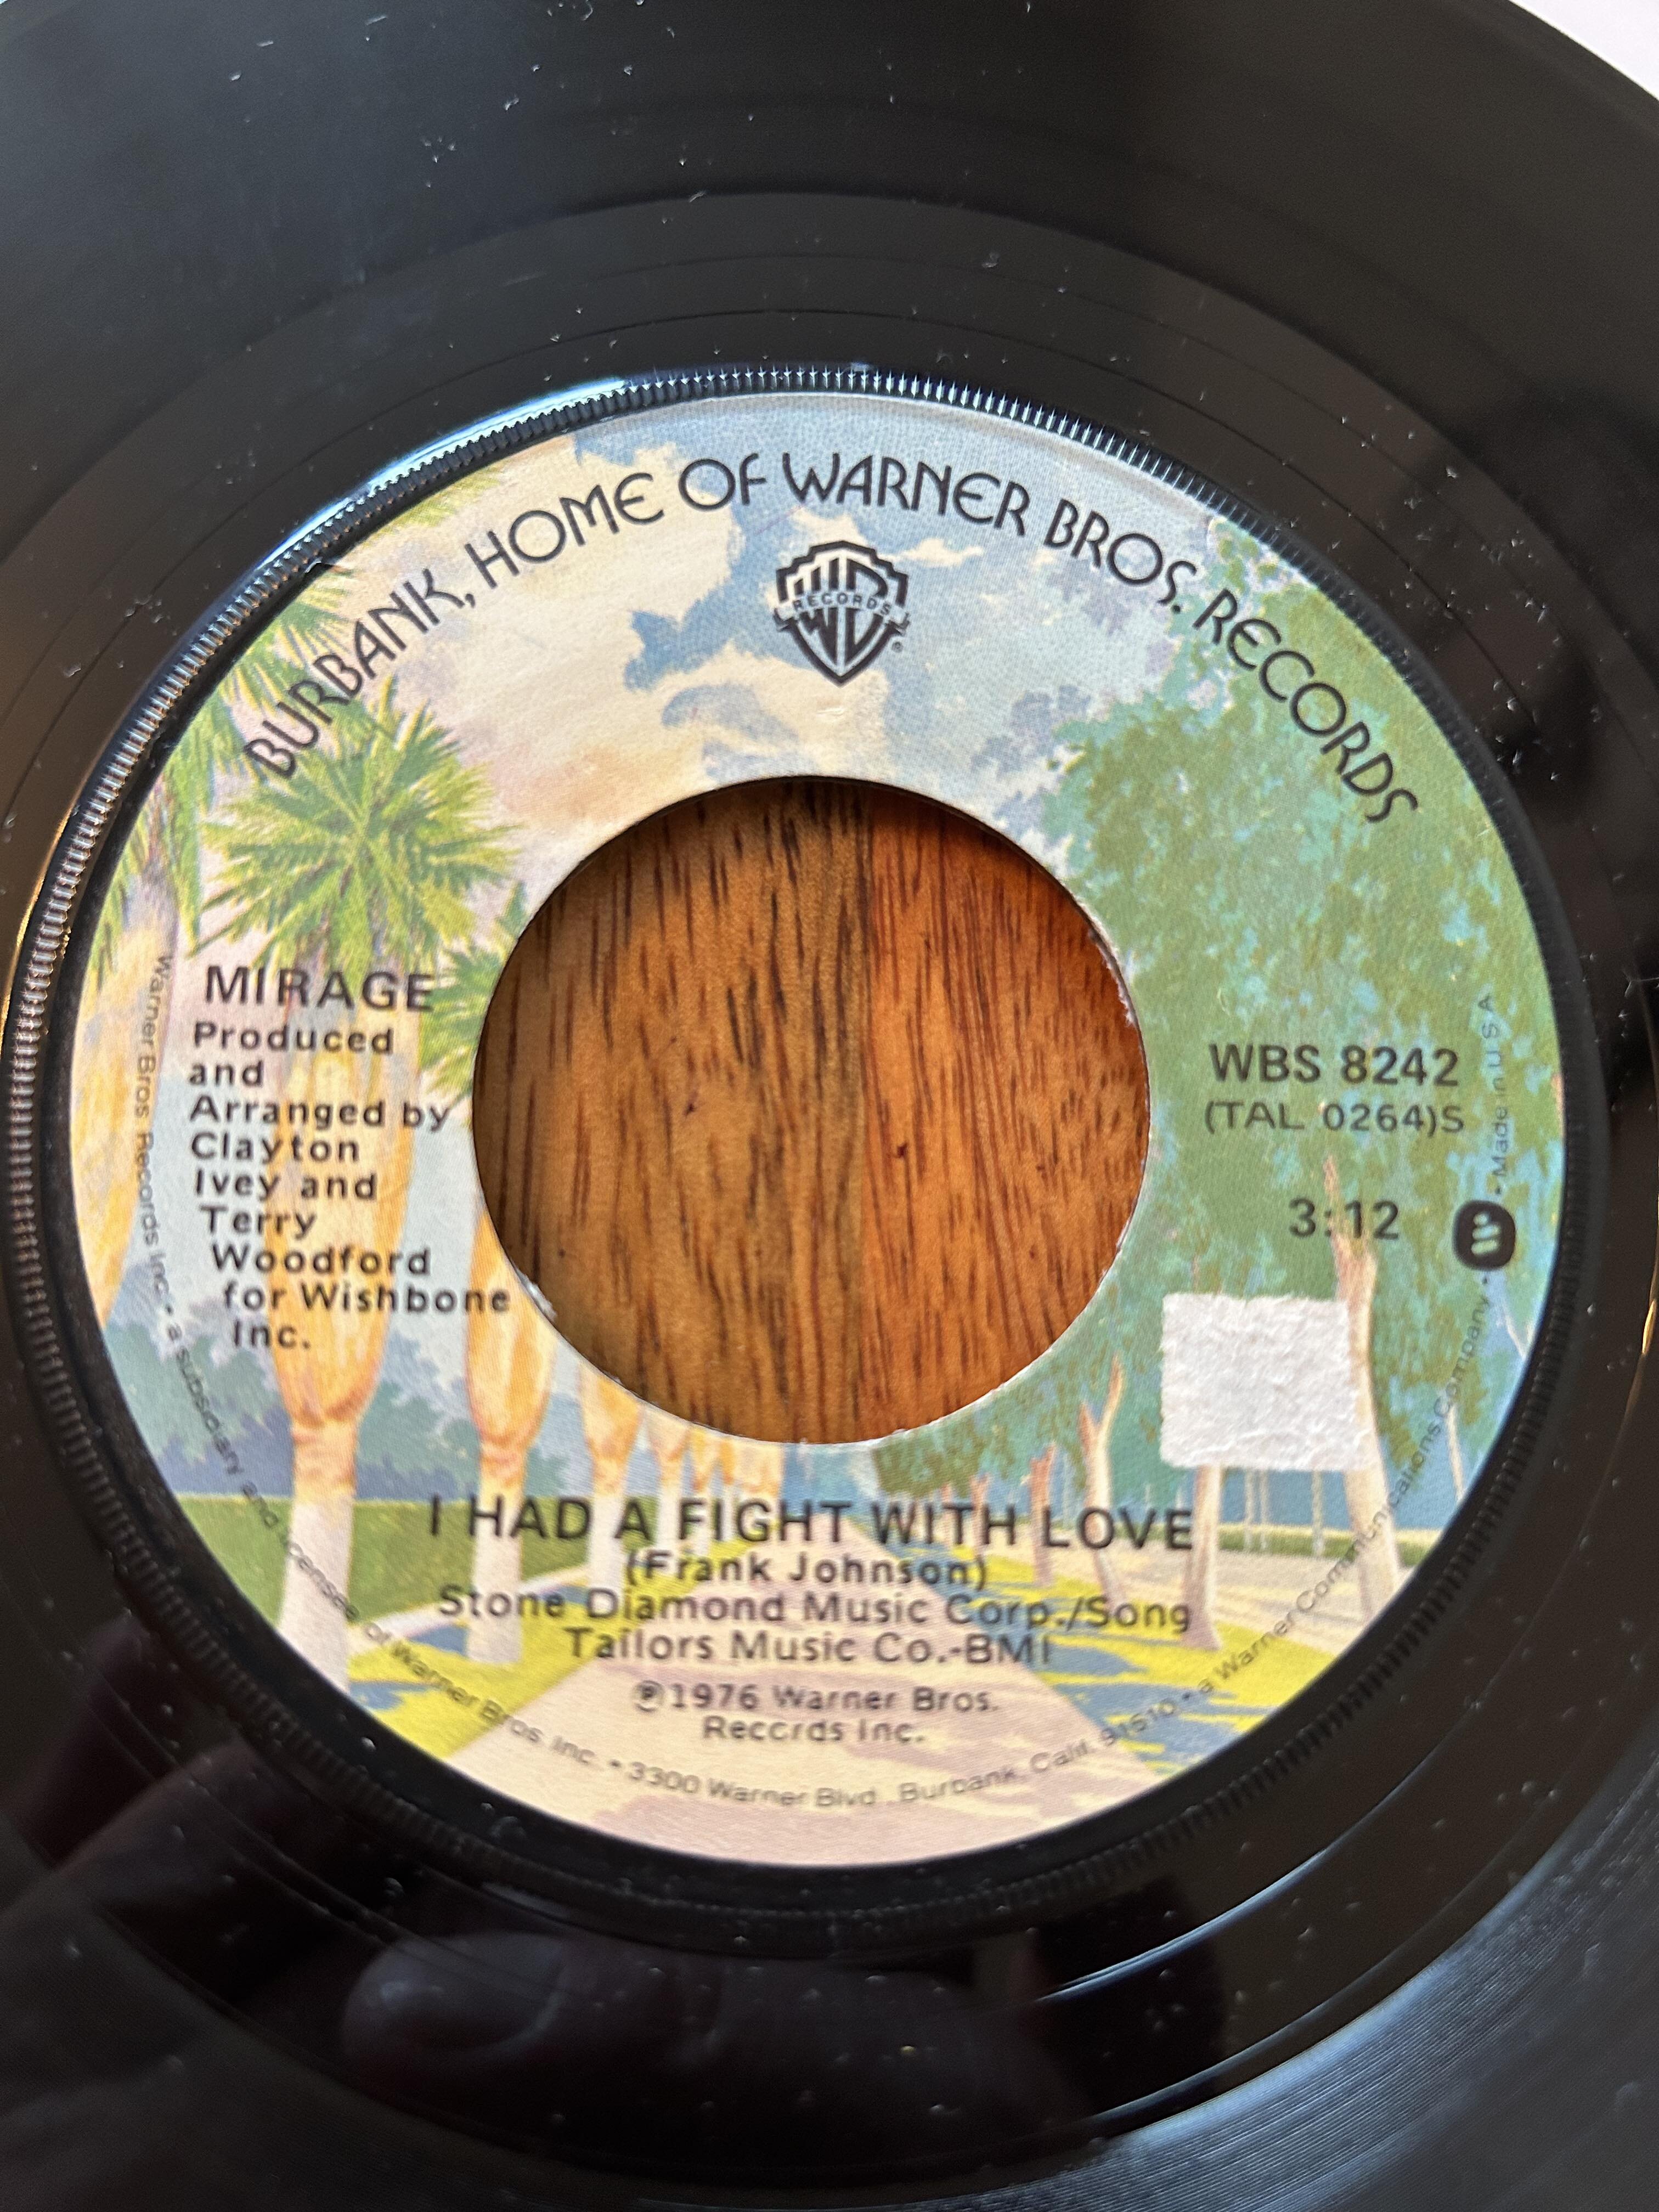 BURBANK, HOME OF WARNER BROS. RECORDS
RECORDS
MIRAGE
Produced
and
Arranged by
Clayton
Ivey and
Terry
Woodford
for Wishbone
Inc.
WBS 8242
(TAL 0264)S
3:12
I HAD A FIGHT WITH LOVE
(Frank Johnson)
Stone Diamond Music Corp./Song
Tailors Music Co.-BMI
℗1976 Warner Bros.
Records Inc.
Warner Bros. Records Inc. • a Subsidiary and Licensee of Warner Bros. Inc. • 3300 Warner Blvd., Burbank, Calif. 91510 • a Warner Communications Company • Made in U.S.A.